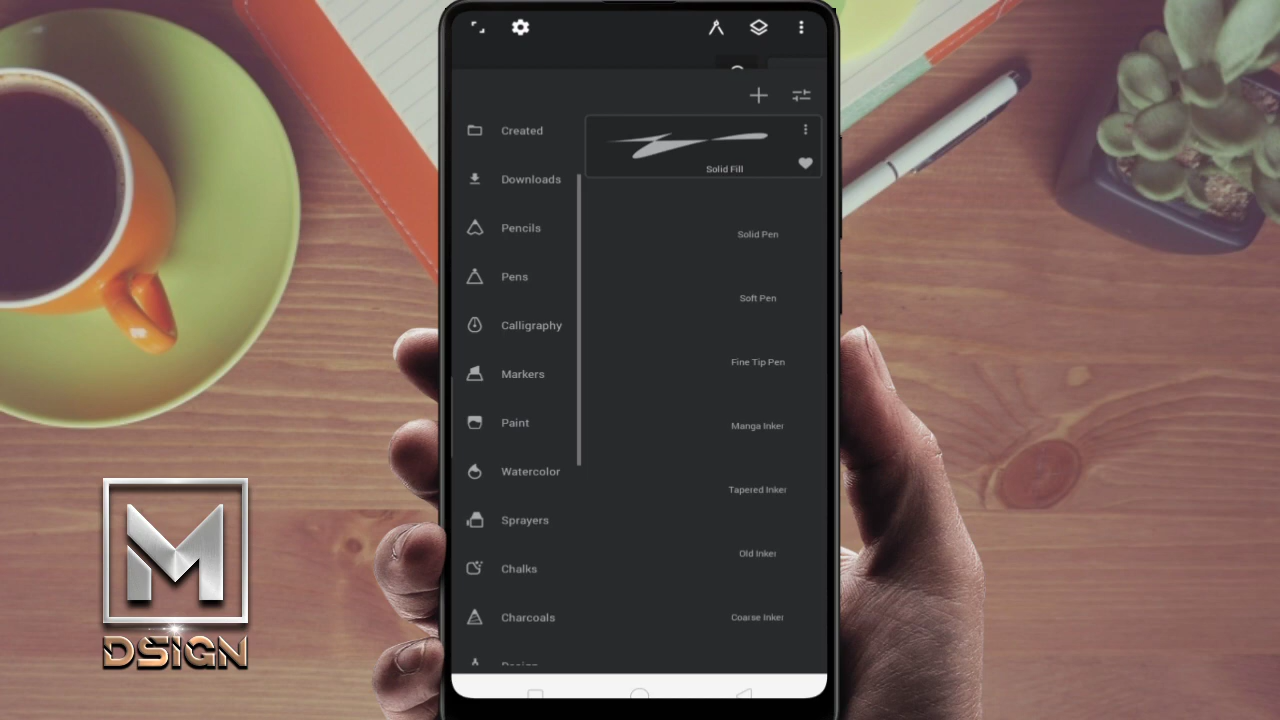 Created
Downloads
Pencils
Pens
Calligraphy
Markers
Paint
Watercolor
Sprayers
Chalks
Charcoals
Design
Solid Fill
Solid Pen
Soft Pen
Fine Tip Pen
Manga Inker
Tapered Inker
Old Inker
Coarse Inker
M
DSIGN